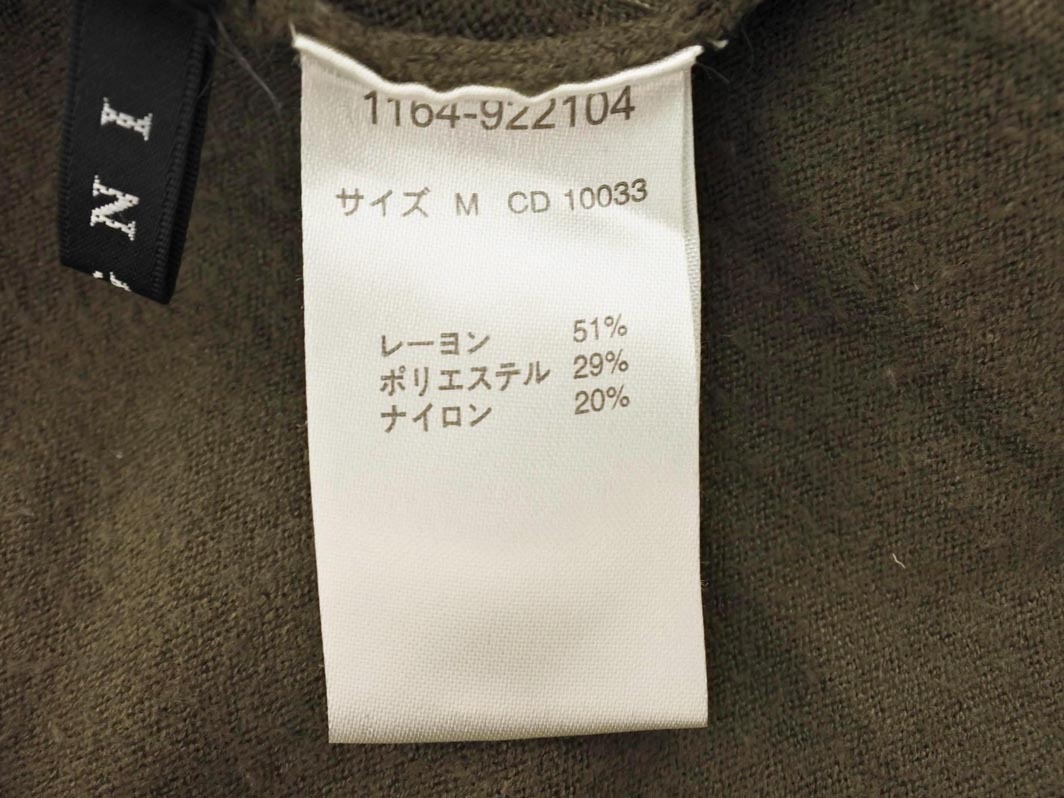 1164-922104
サイズ M CD 10033
レーヨン 51%
ポリエステル 29%
ナイロン 20%
N I